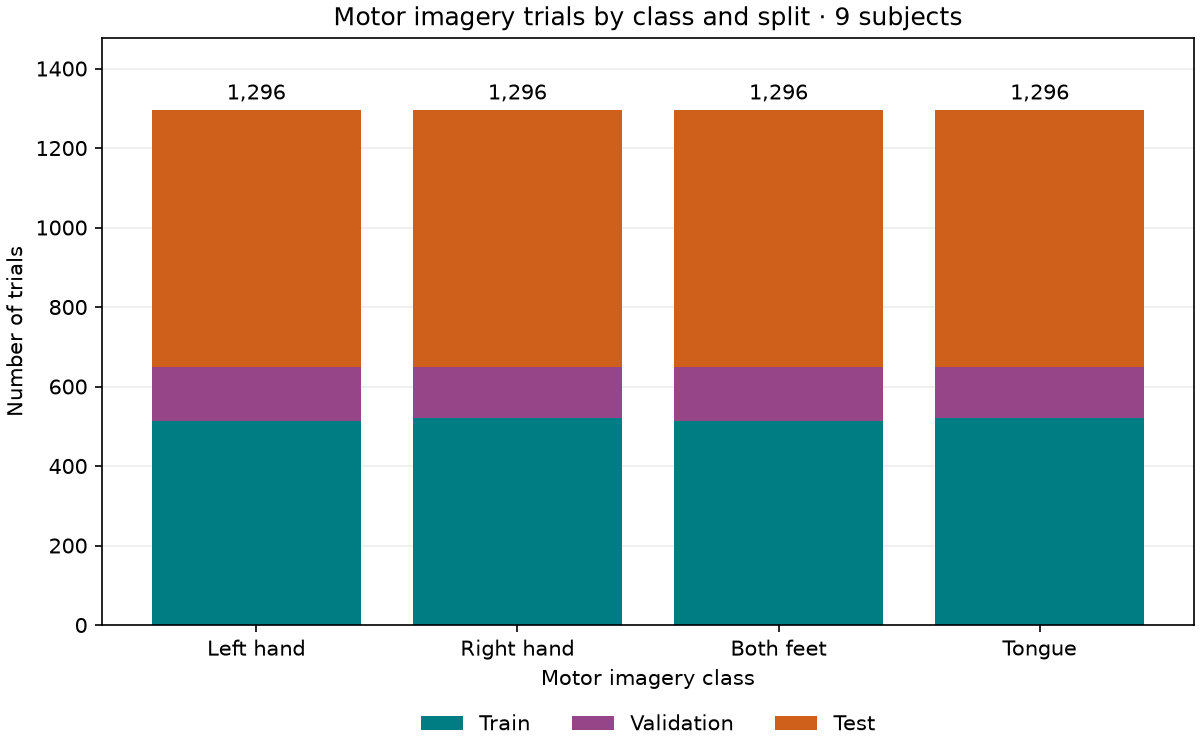 Motor imagery trials by class and split · 9 subjects
Number of trials
1400
1200
1000
800
600
400
200
0
1,296
1,296
1,296
1,296
Left hand
Right hand
Both feet
Tongue
Motor imagery class
Train
Validation
Test